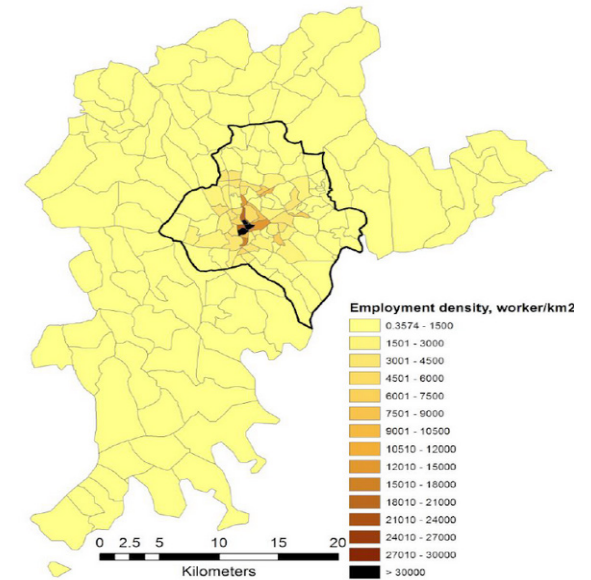 Employment density, worker/km2
0.3574 - 1500
1501 - 3000
3001 - 4500
4501 - 6000
6001 - 7500
7501 - 9000
9001 - 10500
10510 - 12000
12010 - 15000
15010 - 18000
18010 - 21000
21010 - 24000
24010 - 27000
27010 - 30000
> 30000
0 2.5 5 10 15 20
Kilometers